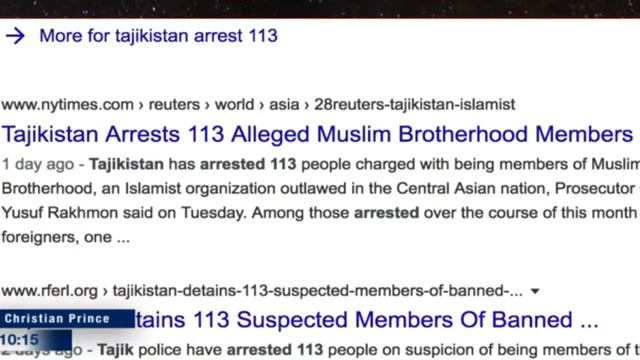 → More for tajikistan arrest 113
www.nytimes.com › reuters › world › asia › 28reuters-tajikistan-islamist
Tajikistan Arrests 113 Alleged Muslim Brotherhood Members
1 day ago - Tajikistan has arrested 113 people charged with being members of Muslim
Brotherhood, an Islamist organization outlawed in the Central Asian nation, Prosecutor
Yusuf Rakhmon said on Tuesday. Among those arrested over the course of this month
foreigners, one ...
www.rferl.org › tajikistan-detains-113-suspected-members-of-banned-...
tains 113 Suspected Members Of Banned ...
Christian Prince
10:15
2 days ago - Tajik police have arrested 113 people on suspicion of being members of